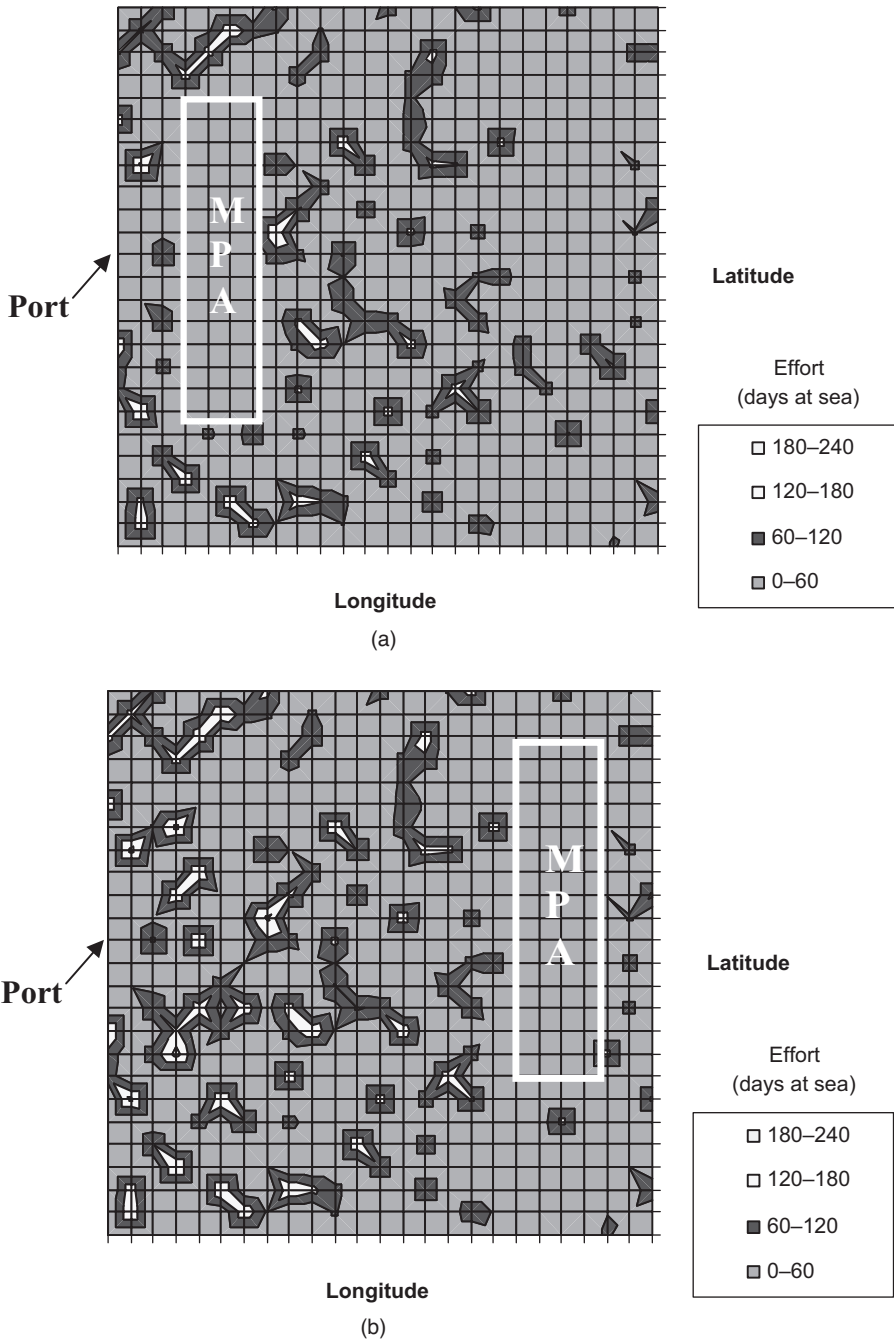 M
P
A
Port
Latitude
Effort
(days at sea)
180–240
120–180
60–120
0–60
Longitude
(a)
M
P
A
Port
Latitude
Effort
(days at sea)
180–240
120–180
60–120
0–60
Longitude
(b)